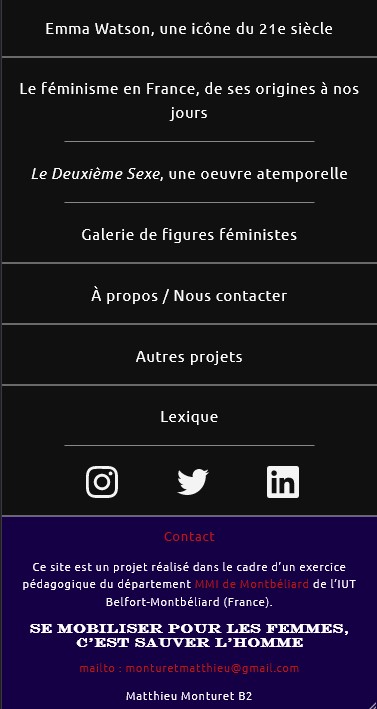 Emma Watson, une icône du 21e siècle
Le féminisme en France, de ses origines à nos
jours
Le Deuxième Sexe, une oeuvre atemporelle
Galerie de figures féministes
À propos / Nous contacter
Autres projets
Lexique
in
Contact
Ce site est un projet réalisé dans le cadre d'un exercice
pédagogique du département MMI de Montbéliard de l'IUT
Belfort-Montbéliard (France).
SE MOBILISER POUR LES FEMMES,
C'EST SAUVER L'HOMME
mailto : monturetmatthieu@gmail.com
Matthieu Monturet B2